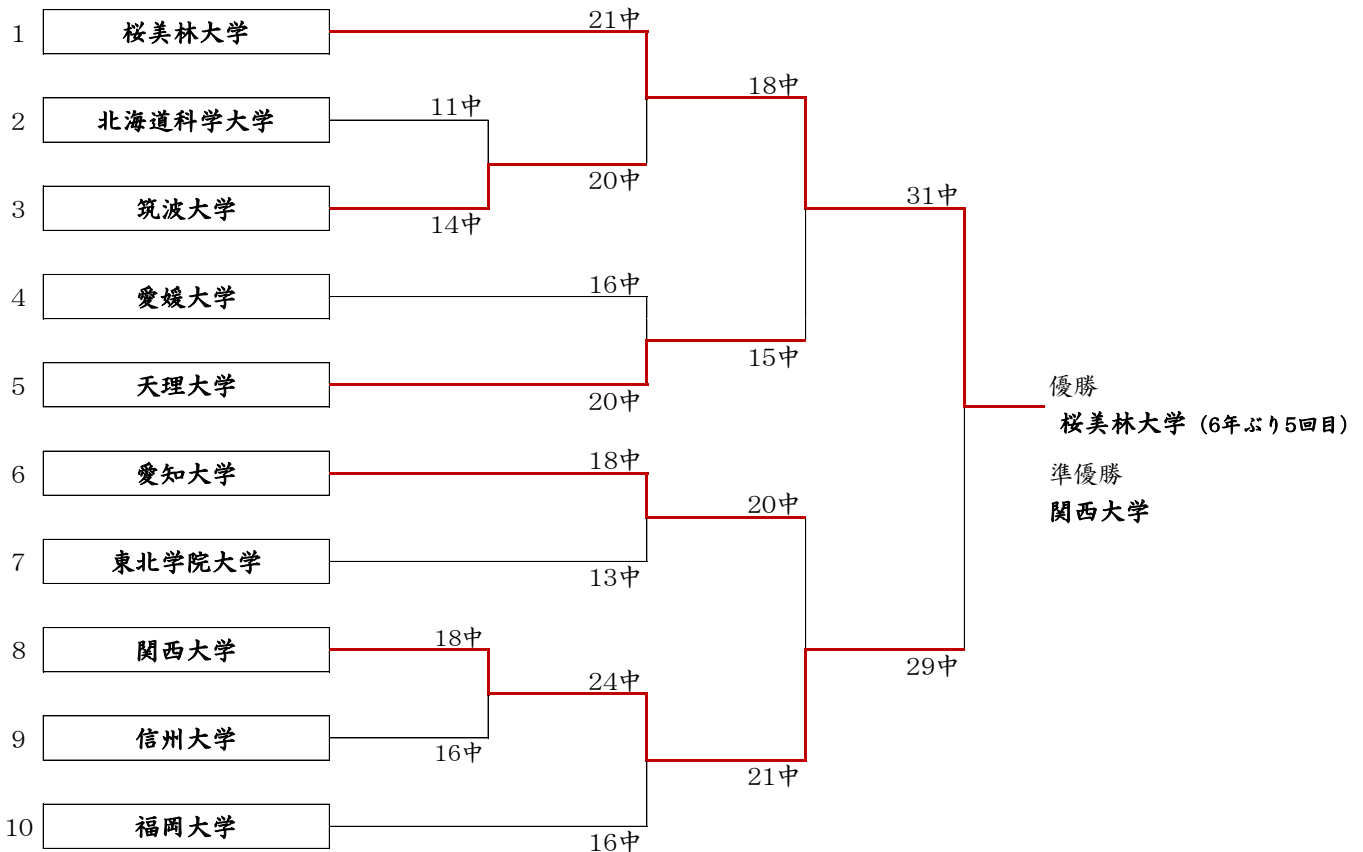 1 桜美林大学 21中
18中
2 北海道科学大学 11中
20中
3 筑波大学 14中
31中
4 愛媛大学 16中
15中
5 天理大学 20中
優勝
桜美林大学（6年ぶり5回目）
6 愛知大学 18中
準優勝
20中
関西大学
7 東北学院大学 13中
8 関西大学 18中
29中
24中
9 信州大学 16中
21中
10 福岡大学 16中